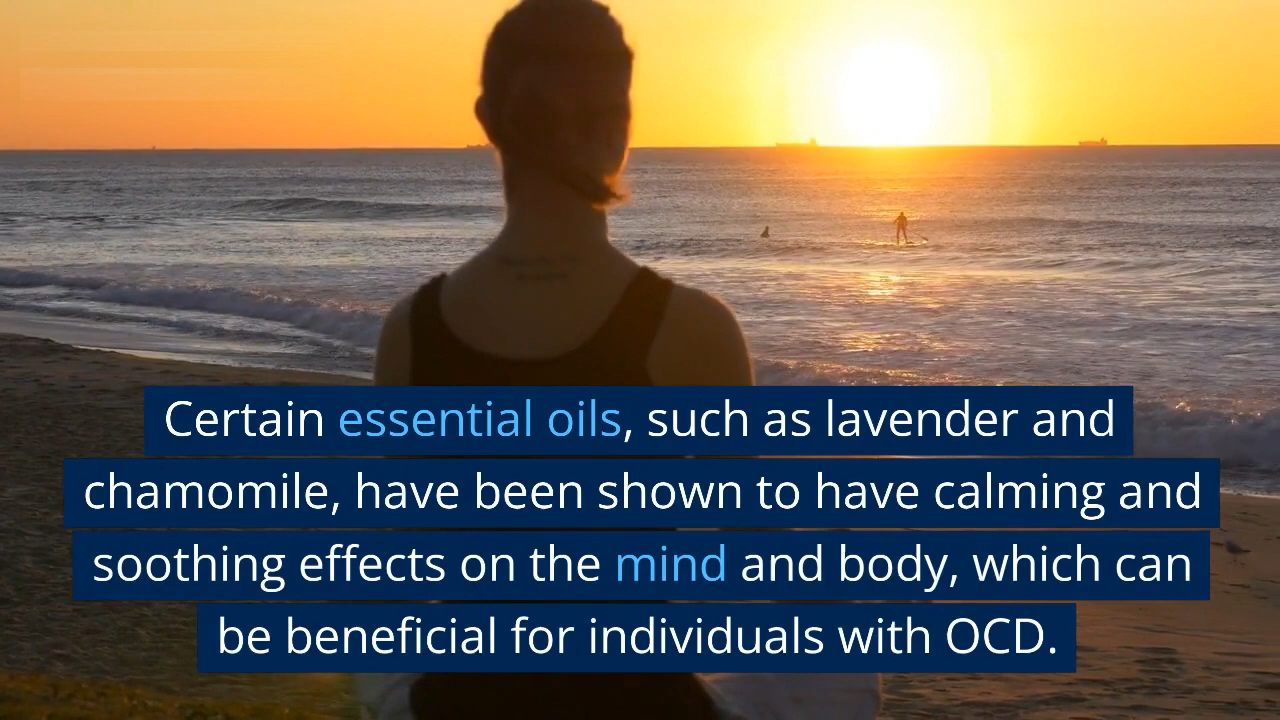 Certain essential oils, such as lavender and
chamomile, have been shown to have calming and
soothing effects on the mind and body, which can
be beneficial for individuals with OCD.